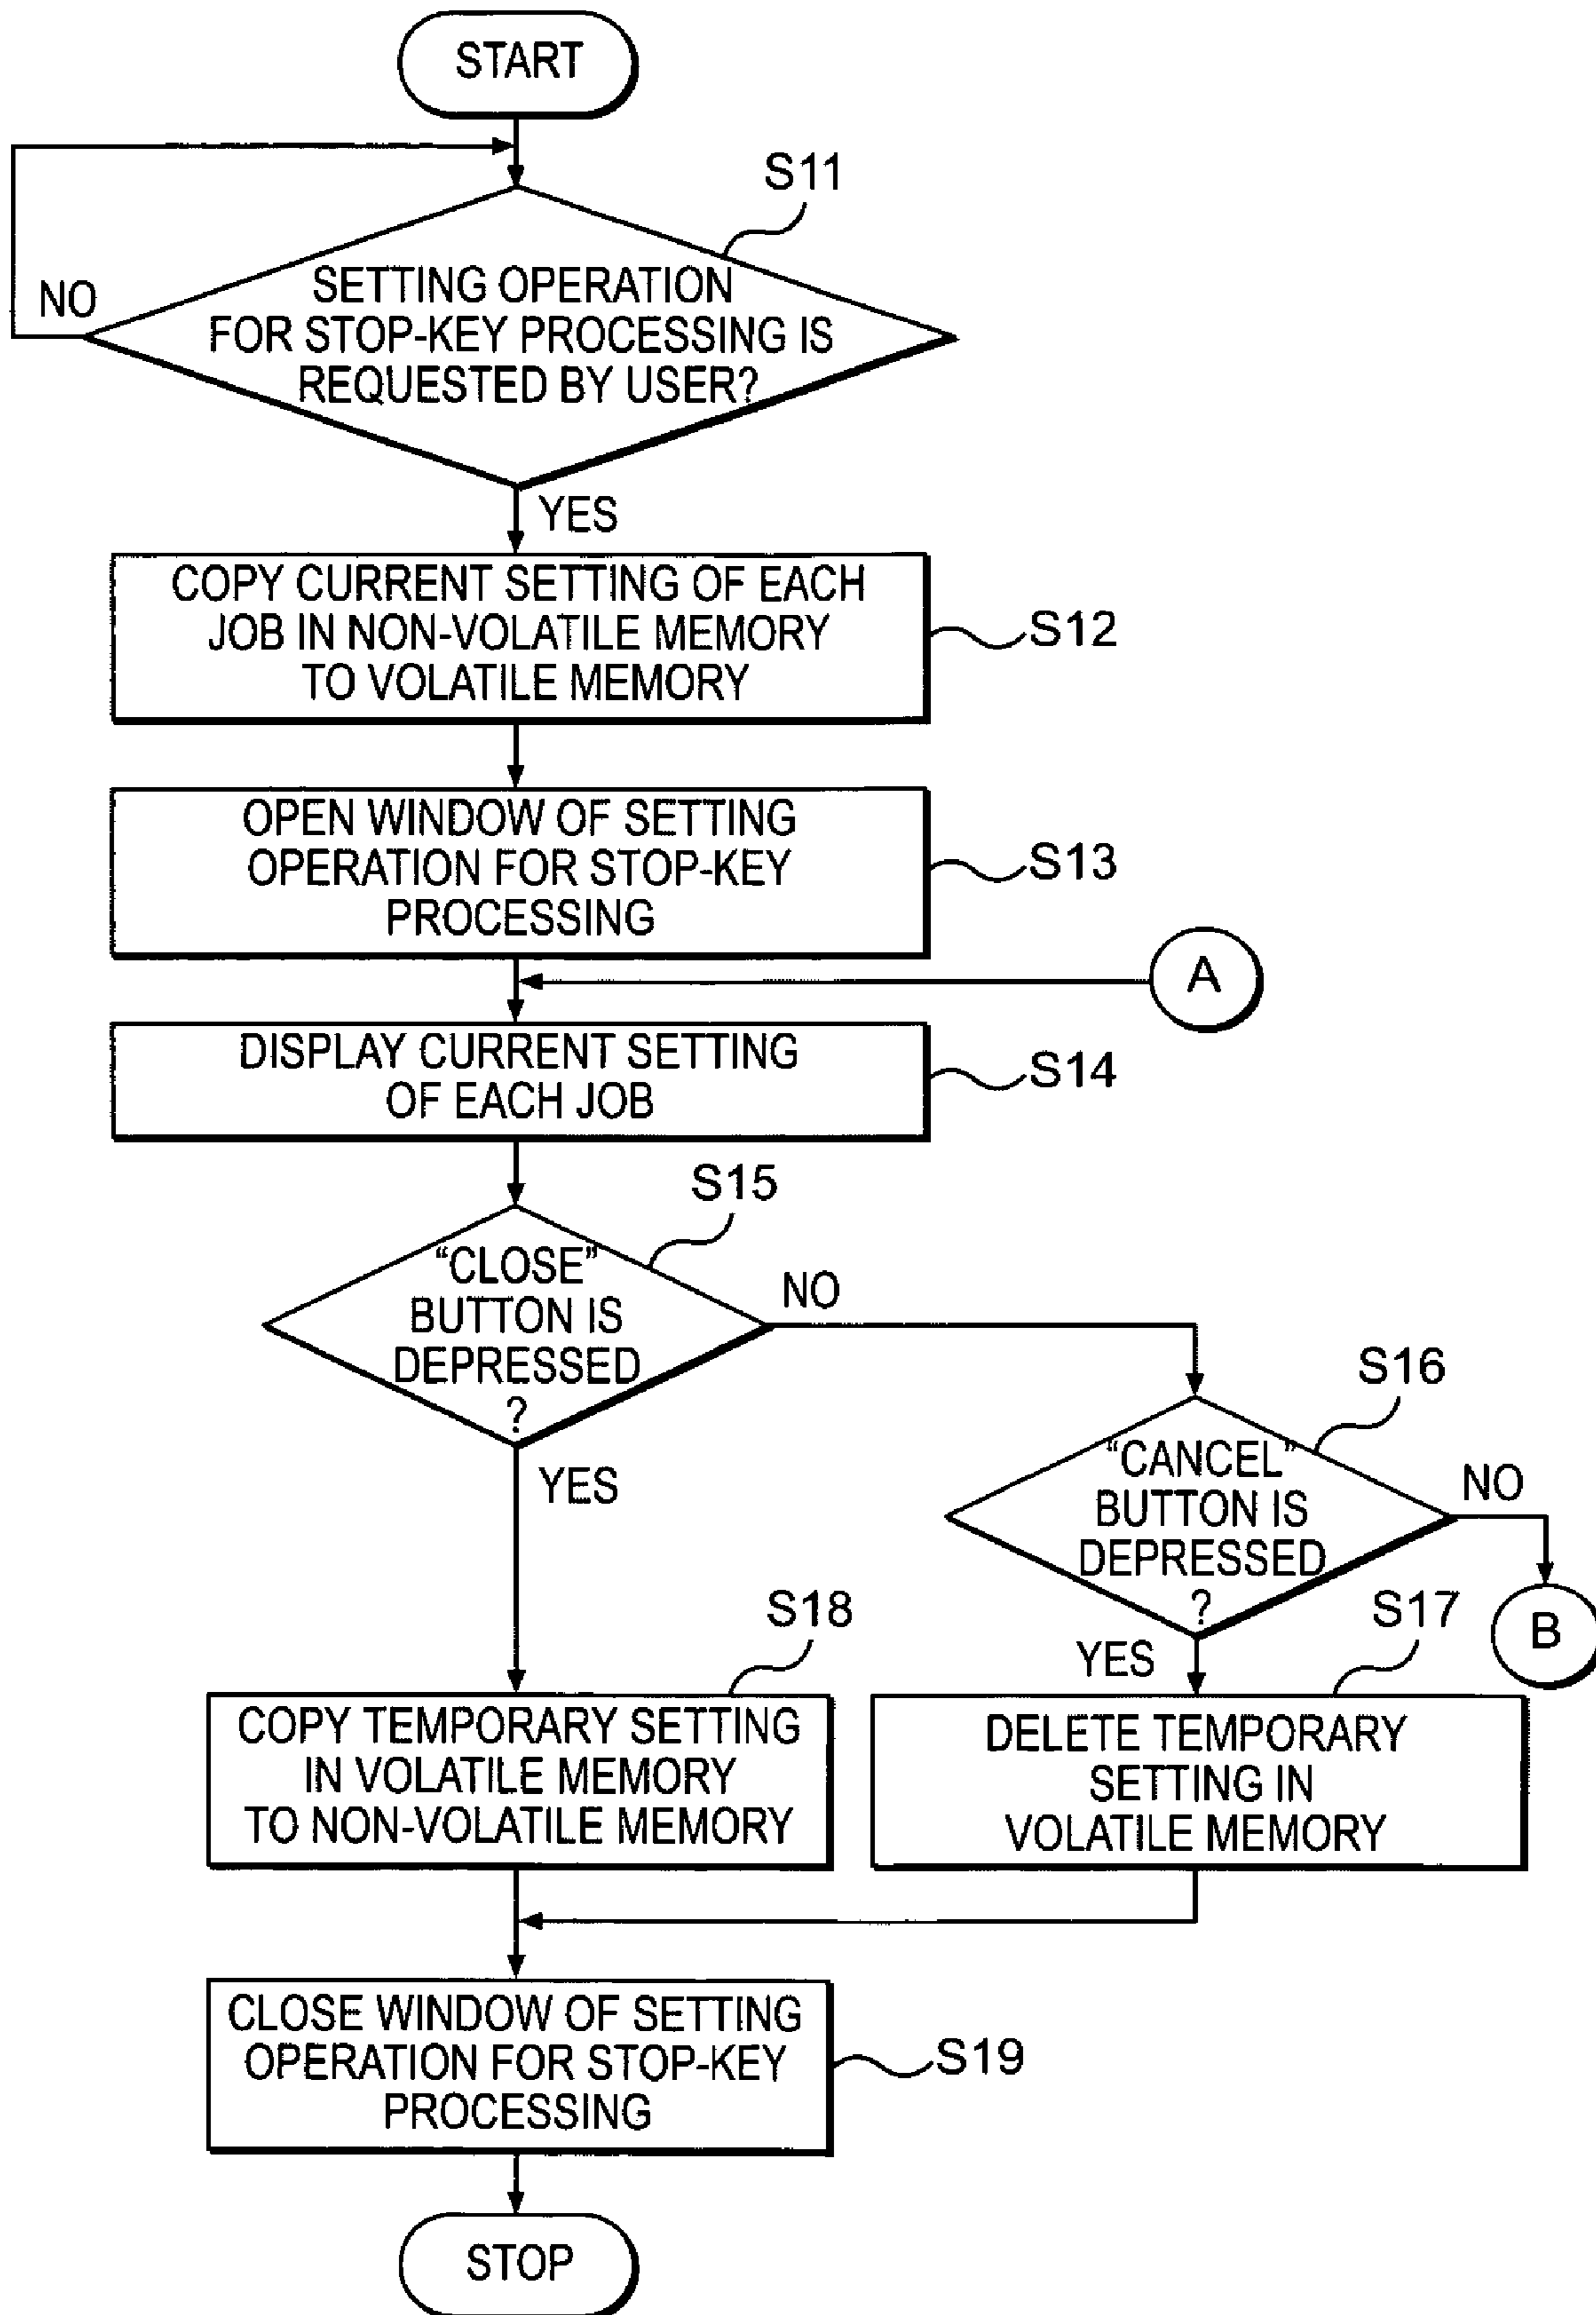 START
S11
NO
SETTING OPERATION
FOR STOP-KEY PROCESSING IS
REQUESTED BY USER?
YES
COPY CURRENT SETTING OF EACH
JOB IN NON-VOLATILE MEMORY
TO VOLATILE MEMORY
S12
OPEN WINDOW OF SETTING
OPERATION FOR STOP-KEY
PROCESSING
S13
A
DISPLAY CURRENT SETTING
OF EACH JOB
S14
S15
"CLOSE"
BUTTON IS
DEPRESSED
?
NO
YES
S16
"CANCEL"
BUTTON IS
DEPRESSED
?
NO
B
YES
S18
COPY TEMPORARY SETTING
IN VOLATILE MEMORY
TO NON-VOLATILE MEMORY
S17
DELETE TEMPORARY
SETTING IN
VOLATILE MEMORY
CLOSE WINDOW OF SETTING
OPERATION FOR STOP-KEY
PROCESSING
S19
STOP